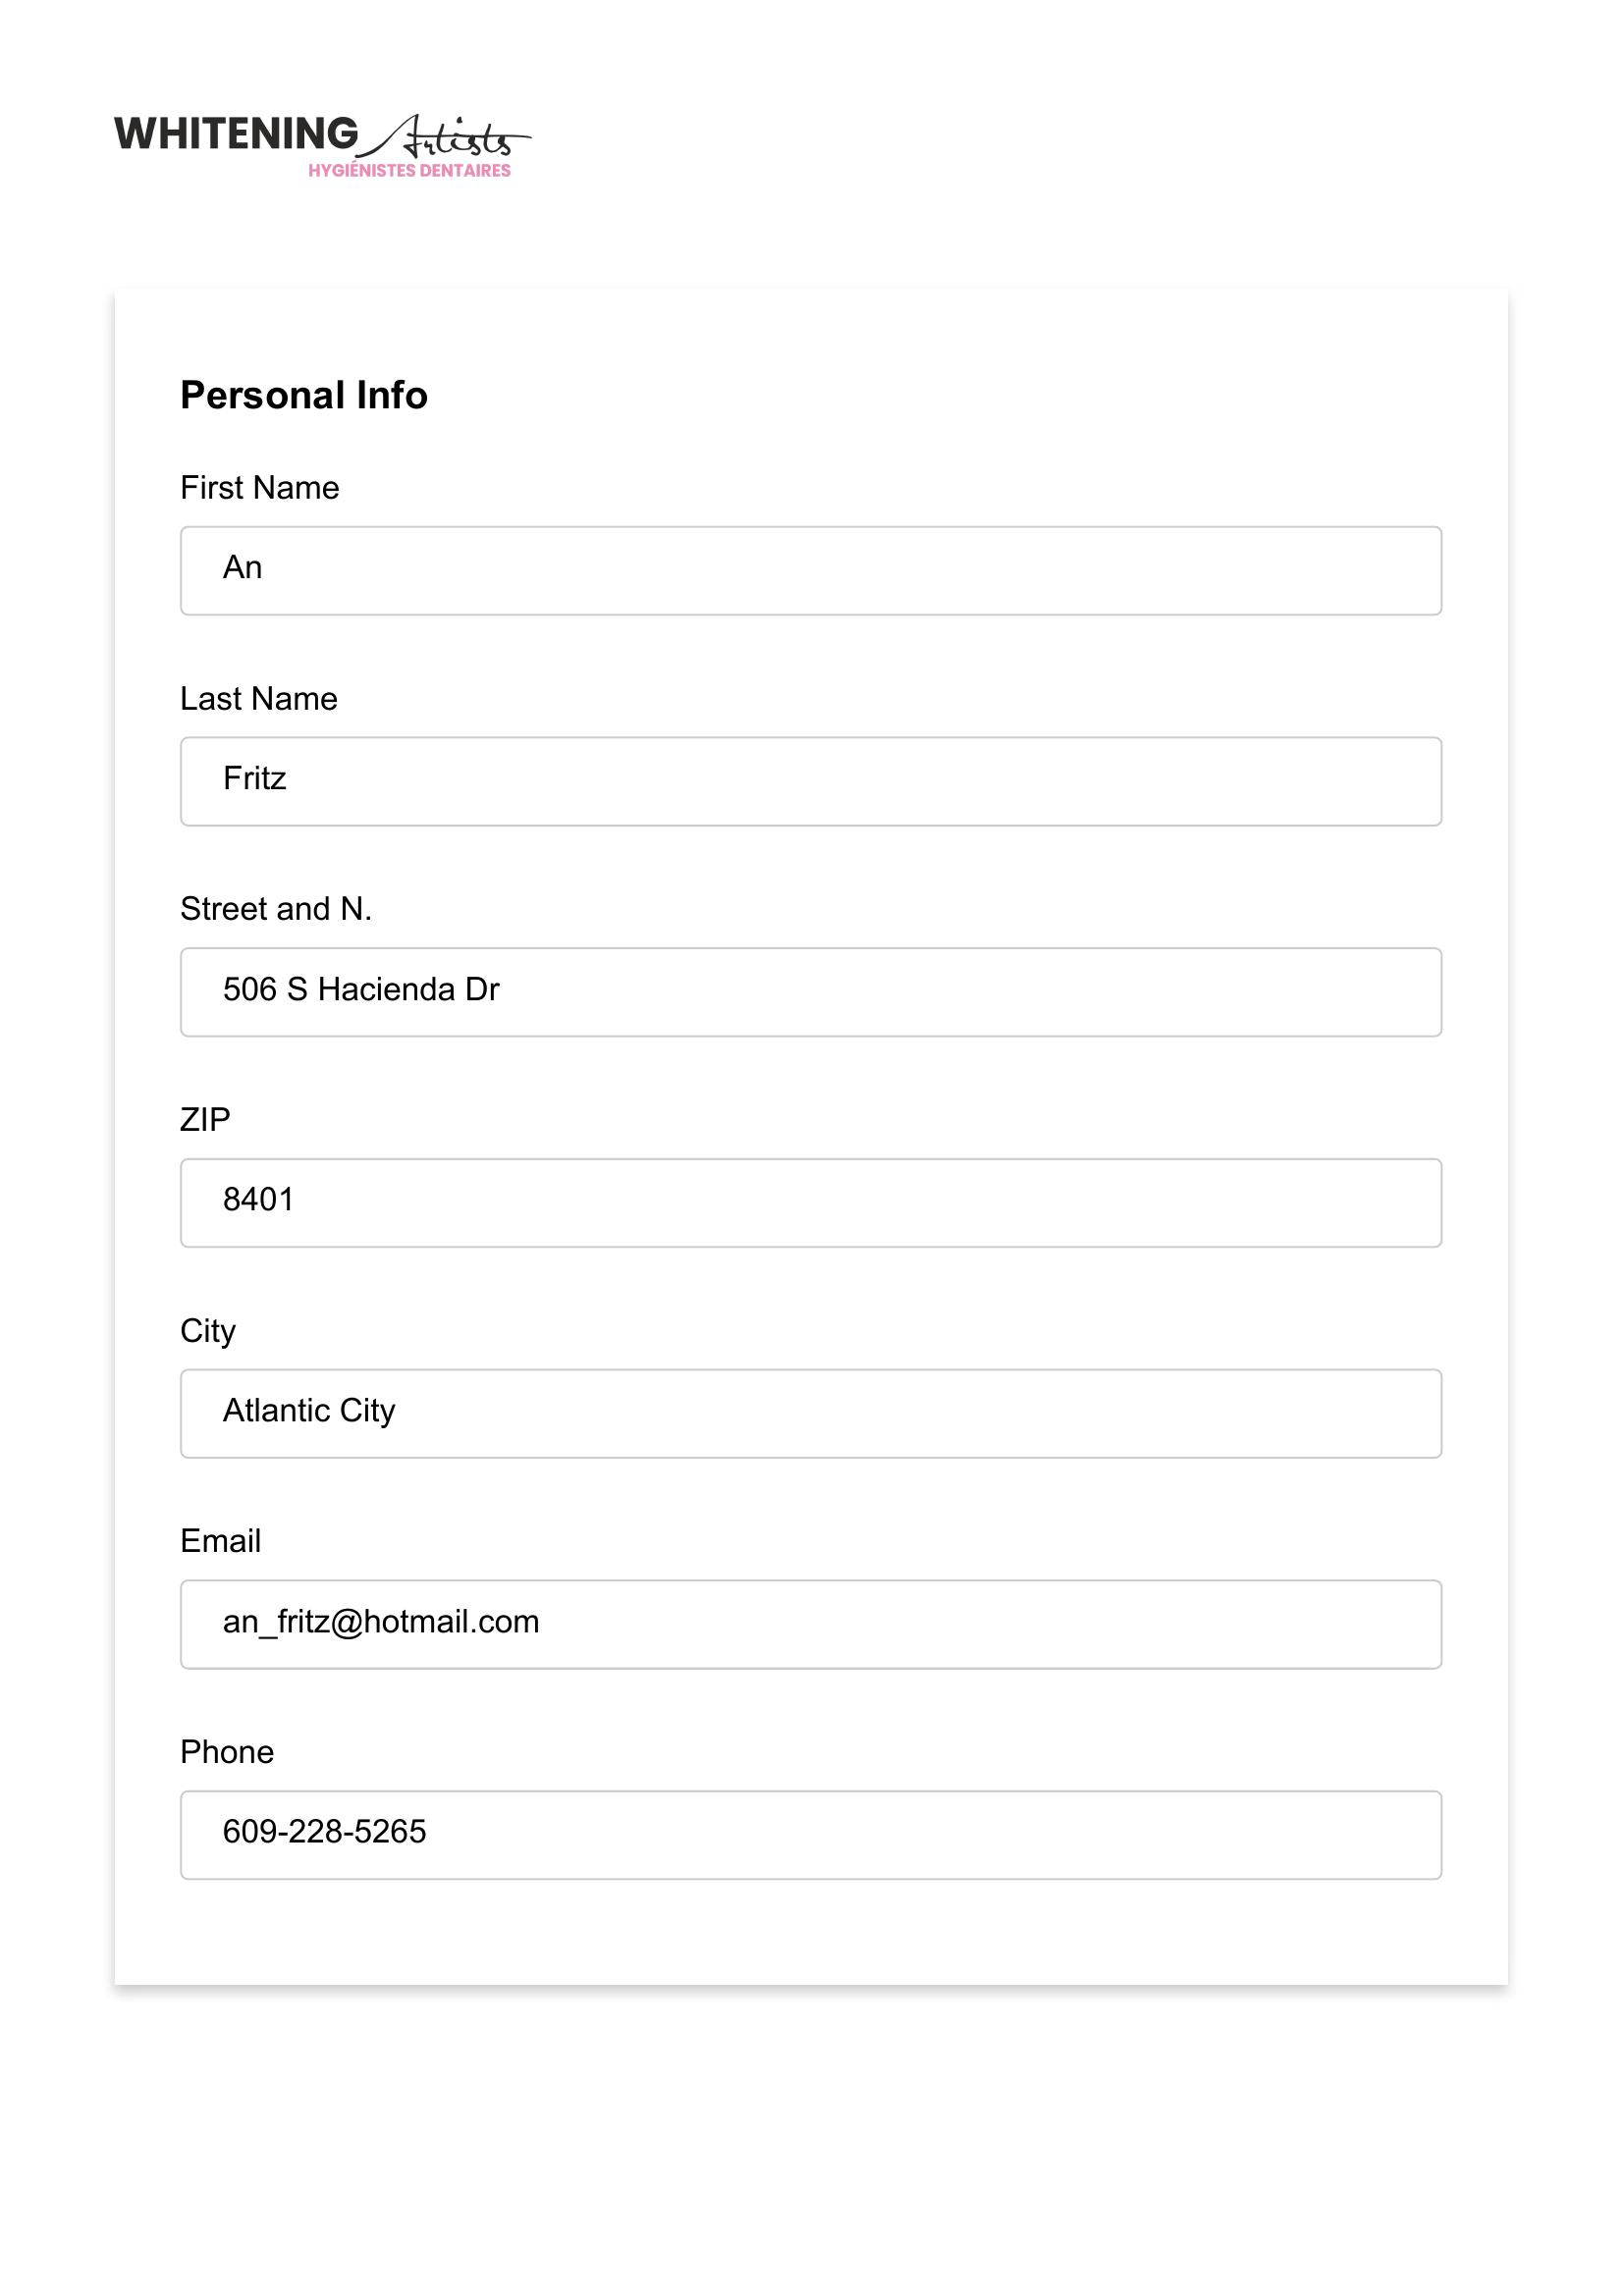 WHITENING Artists
HYGIÉNISTES DENTAIRES
Personal Info
First Name
An
Last Name
Fritz
Street and N.
506 S Hacienda Dr
ZIP
8401
City
Atlantic City
Email
an_fritz@hotmail.com
Phone
609-228-5265